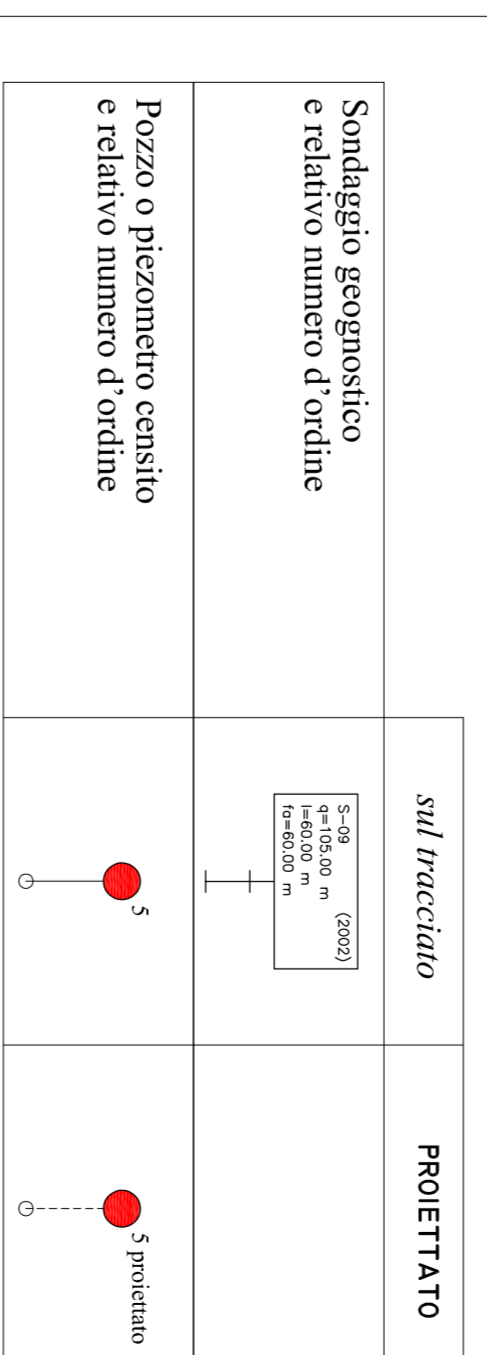 sul tracciato
PROIETTATO
Sondaggio geognostico
e relativo numero d'ordine
S-09 (2002)
q=105.00 m
l=60.00 m
fa=60.00 m
Pozzo o piezometro censito
e relativo numero d'ordine
5
5 proiettato